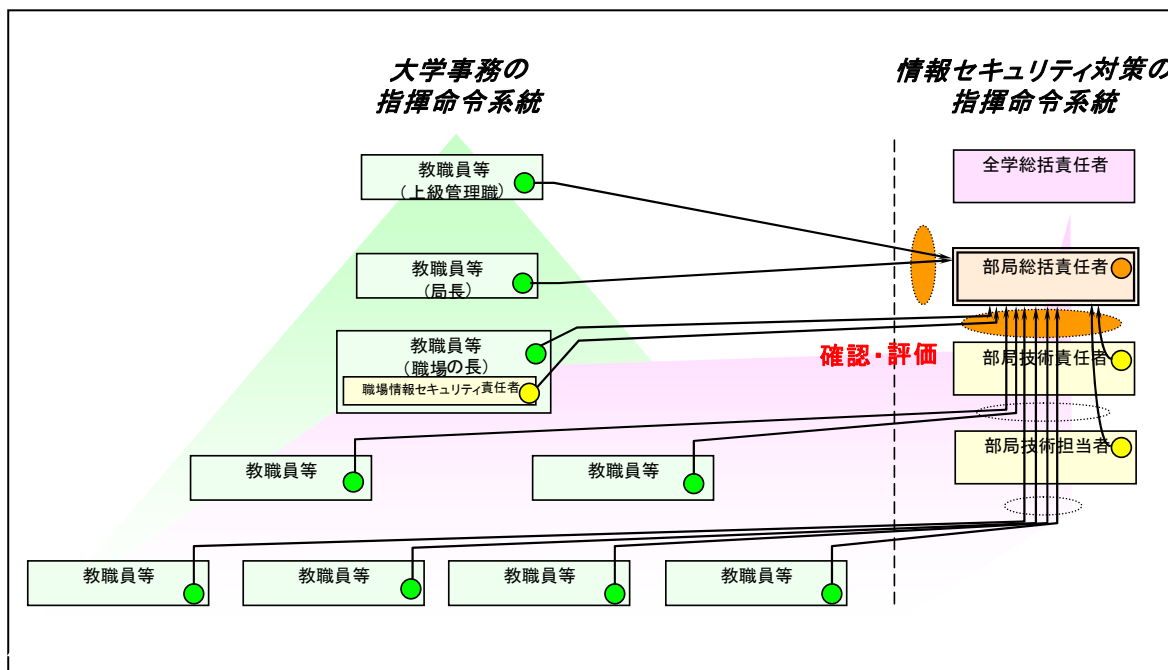 大学事務の
指揮命令系統
情報セキュリティ対策の
指揮命令系統
教職員等
（上級管理職）
全学総括責任者
教職員等
（局長）
部局総括責任者
教職員等
（職場の長）
職場情報セキュリティ責任者
確認・評価
部局技術責任者
部局技術担当者
教職員等
教職員等
教職員等
教職員等
教職員等
教職員等